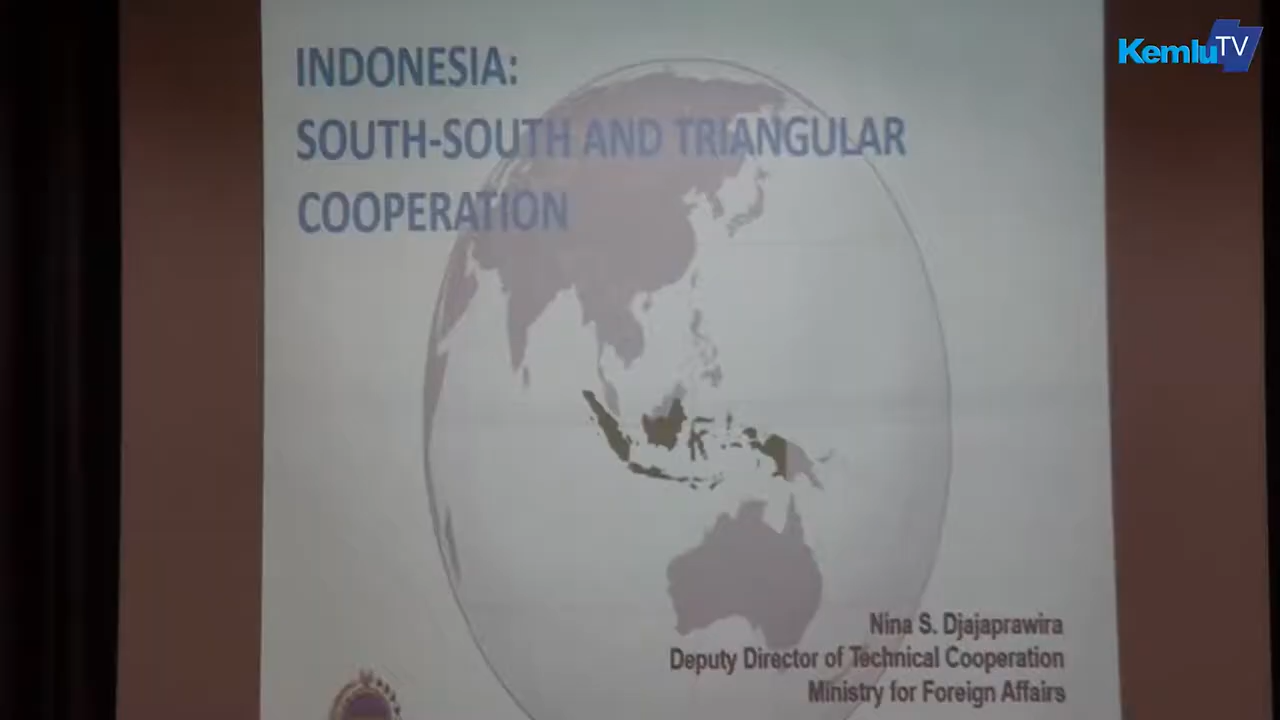 KemluTV
INDONESIA:
SOUTH-SOUTH AND TRIANGULAR
COOPERATION
Nina S. Djajaprawira
Deputy Director of Technical Cooperation
Ministry for Foreign Affairs